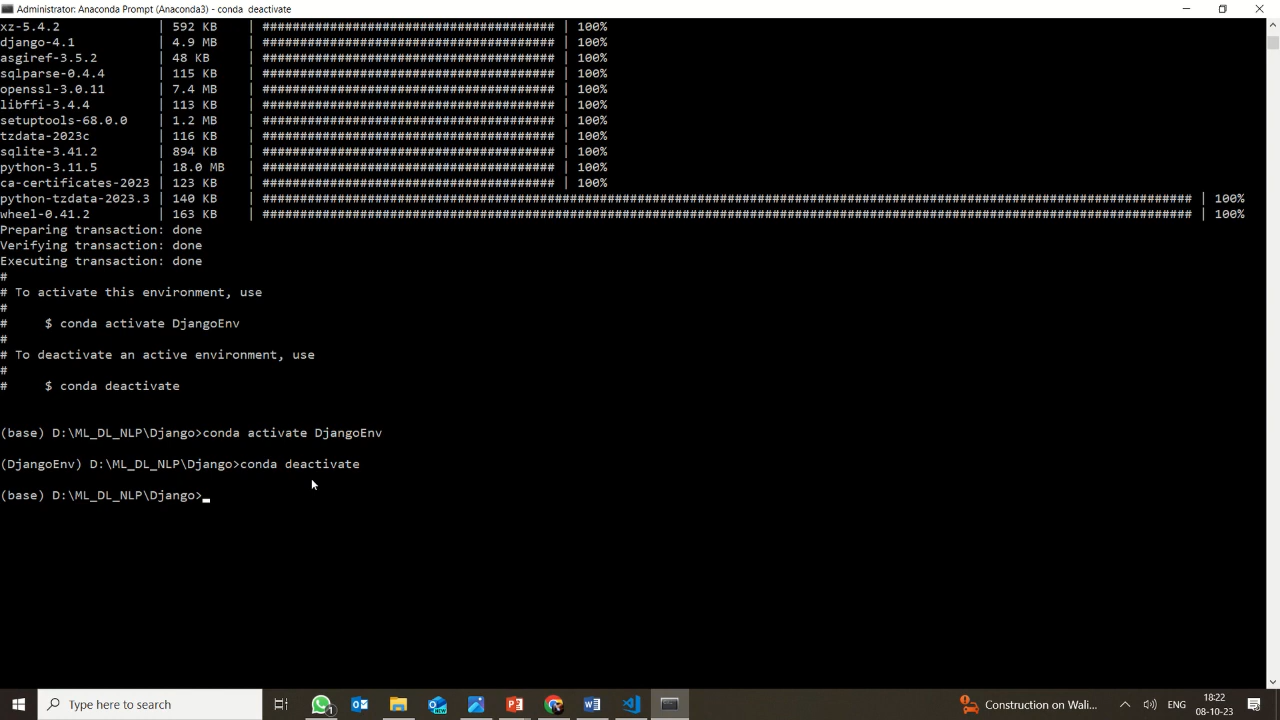 Administrator: Anaconda Prompt (Anaconda3) - conda  deactivate
xz-5.4.2             | 592 KB    | ####################################### | 100%
django-4.1           | 4.9 MB    | ####################################### | 100%
asgiref-3.5.2        | 48 KB     | ####################################### | 100%
sqlparse-0.4.4       | 115 KB    | ####################################### | 100%
openssl-3.0.11       | 7.4 MB    | ####################################### | 100%
libffi-3.4.4         | 113 KB    | ####################################### | 100%
setuptools-68.0.0    | 1.2 MB    | ####################################### | 100%
tzdata-2023c         | 116 KB    | ####################################### | 100%
sqlite-3.41.2        | 894 KB    | ####################################### | 100%
python-3.11.5        | 18.0 MB   | ####################################### | 100%
ca-certificates-2023 | 123 KB    | ####################################### | 100%
python-tzdata-2023.3 | 140 KB    | ############################################################################################################################ | 100%
wheel-0.41.2         | 163 KB    | ############################################################################################################################ | 100%
Preparing transaction: done
Verifying transaction: done
Executing transaction: done
#
# To activate this environment, use
#
#     $ conda activate DjangoEnv
#
# To deactivate an active environment, use
#
#     $ conda deactivate
(base) D:\ML_DL_NLP\Django>conda activate DjangoEnv
(DjangoEnv) D:\ML_DL_NLP\Django>conda deactivate
(base) D:\ML_DL_NLP\Django>
Type here to search
1
NEW
Construction on Wali...
ENG
18:22
08-10-23